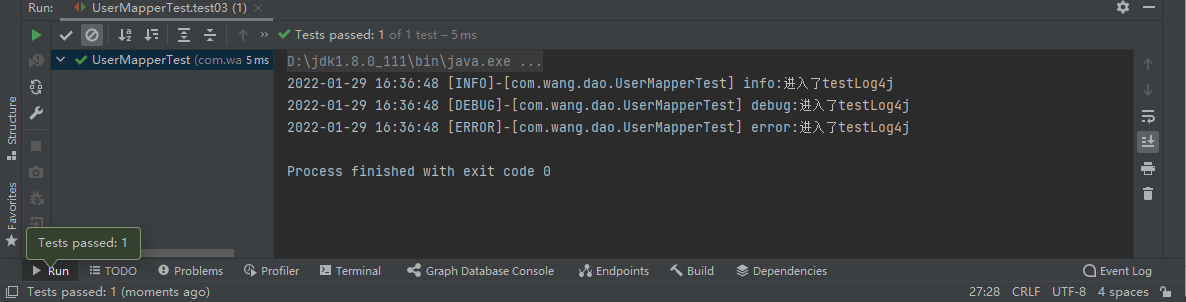 Run: UserMapperTest.test03 (1)
Tests passed: 1 of 1 test – 5 ms
UserMapperTest (com.wa 5 ms
D:\jdk1.8.0_111\bin\java.exe ...
2022-01-29 16:36:48 [INFO]-[com.wang.dao.UserMapperTest] info:进入了testLog4j
2022-01-29 16:36:48 [DEBUG]-[com.wang.dao.UserMapperTest] debug:进入了testLog4j
2022-01-29 16:36:48 [ERROR]-[com.wang.dao.UserMapperTest] error:进入了testLog4j
Process finished with exit code 0
Structure
Favorites
Tests passed: 1
Run TODO Problems Profiler Terminal Graph Database Console Endpoints Build Dependencies Event Log
Tests passed: 1 (moments ago) 27:28 CRLF UTF-8 4 spaces